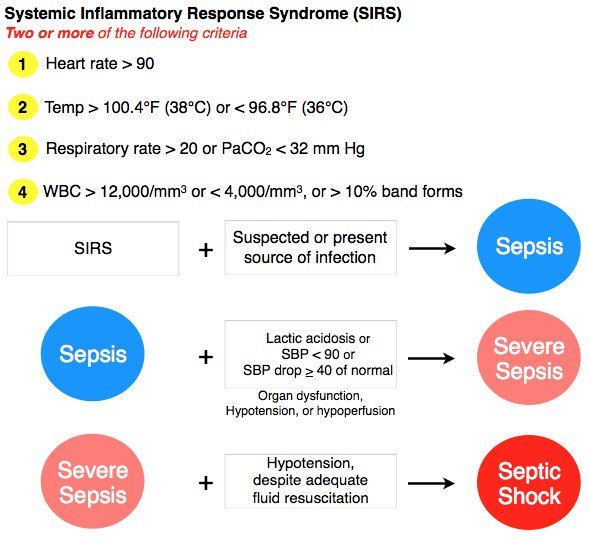 Systemic Inflammatory Response Syndrome (SIRS)
Two or more of the following criteria
1 Heart rate > 90
2 Temp > 100.4°F (38°C) or < 96.8°F (36°C)
3 Respiratory rate > 20 or PaCO₂ < 32 mm Hg
4 WBC > 12,000/mm³ or < 4,000/mm³, or > 10% band forms
SIRS
+
Suspected or present
source of infection
Sepsis
Sepsis
+
Lactic acidosis or
SBP < 90 or
SBP drop ≥ 40 of normal
Organ dysfunction,
Hypotension, or hypoperfusion
Severe
Sepsis
Severe
Sepsis
+
Hypotension,
despite adequate
fluid resuscitation
Septic
Shock